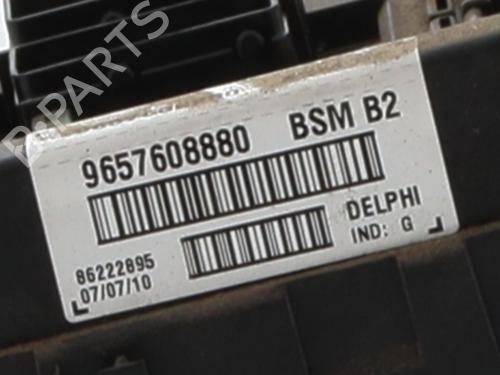 B-PARTS
9657608880 BSM B2
86222895 DELPHI
07/07/10 IND: G